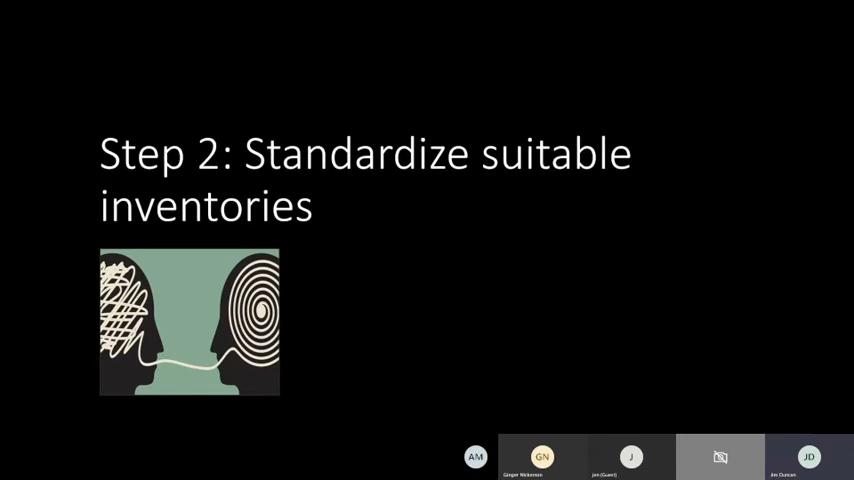 Step 2: Standardize suitable
inventories
AM
GN
J
JD
Ginger Nickerson
Jen (Guest)
Jim Duncan